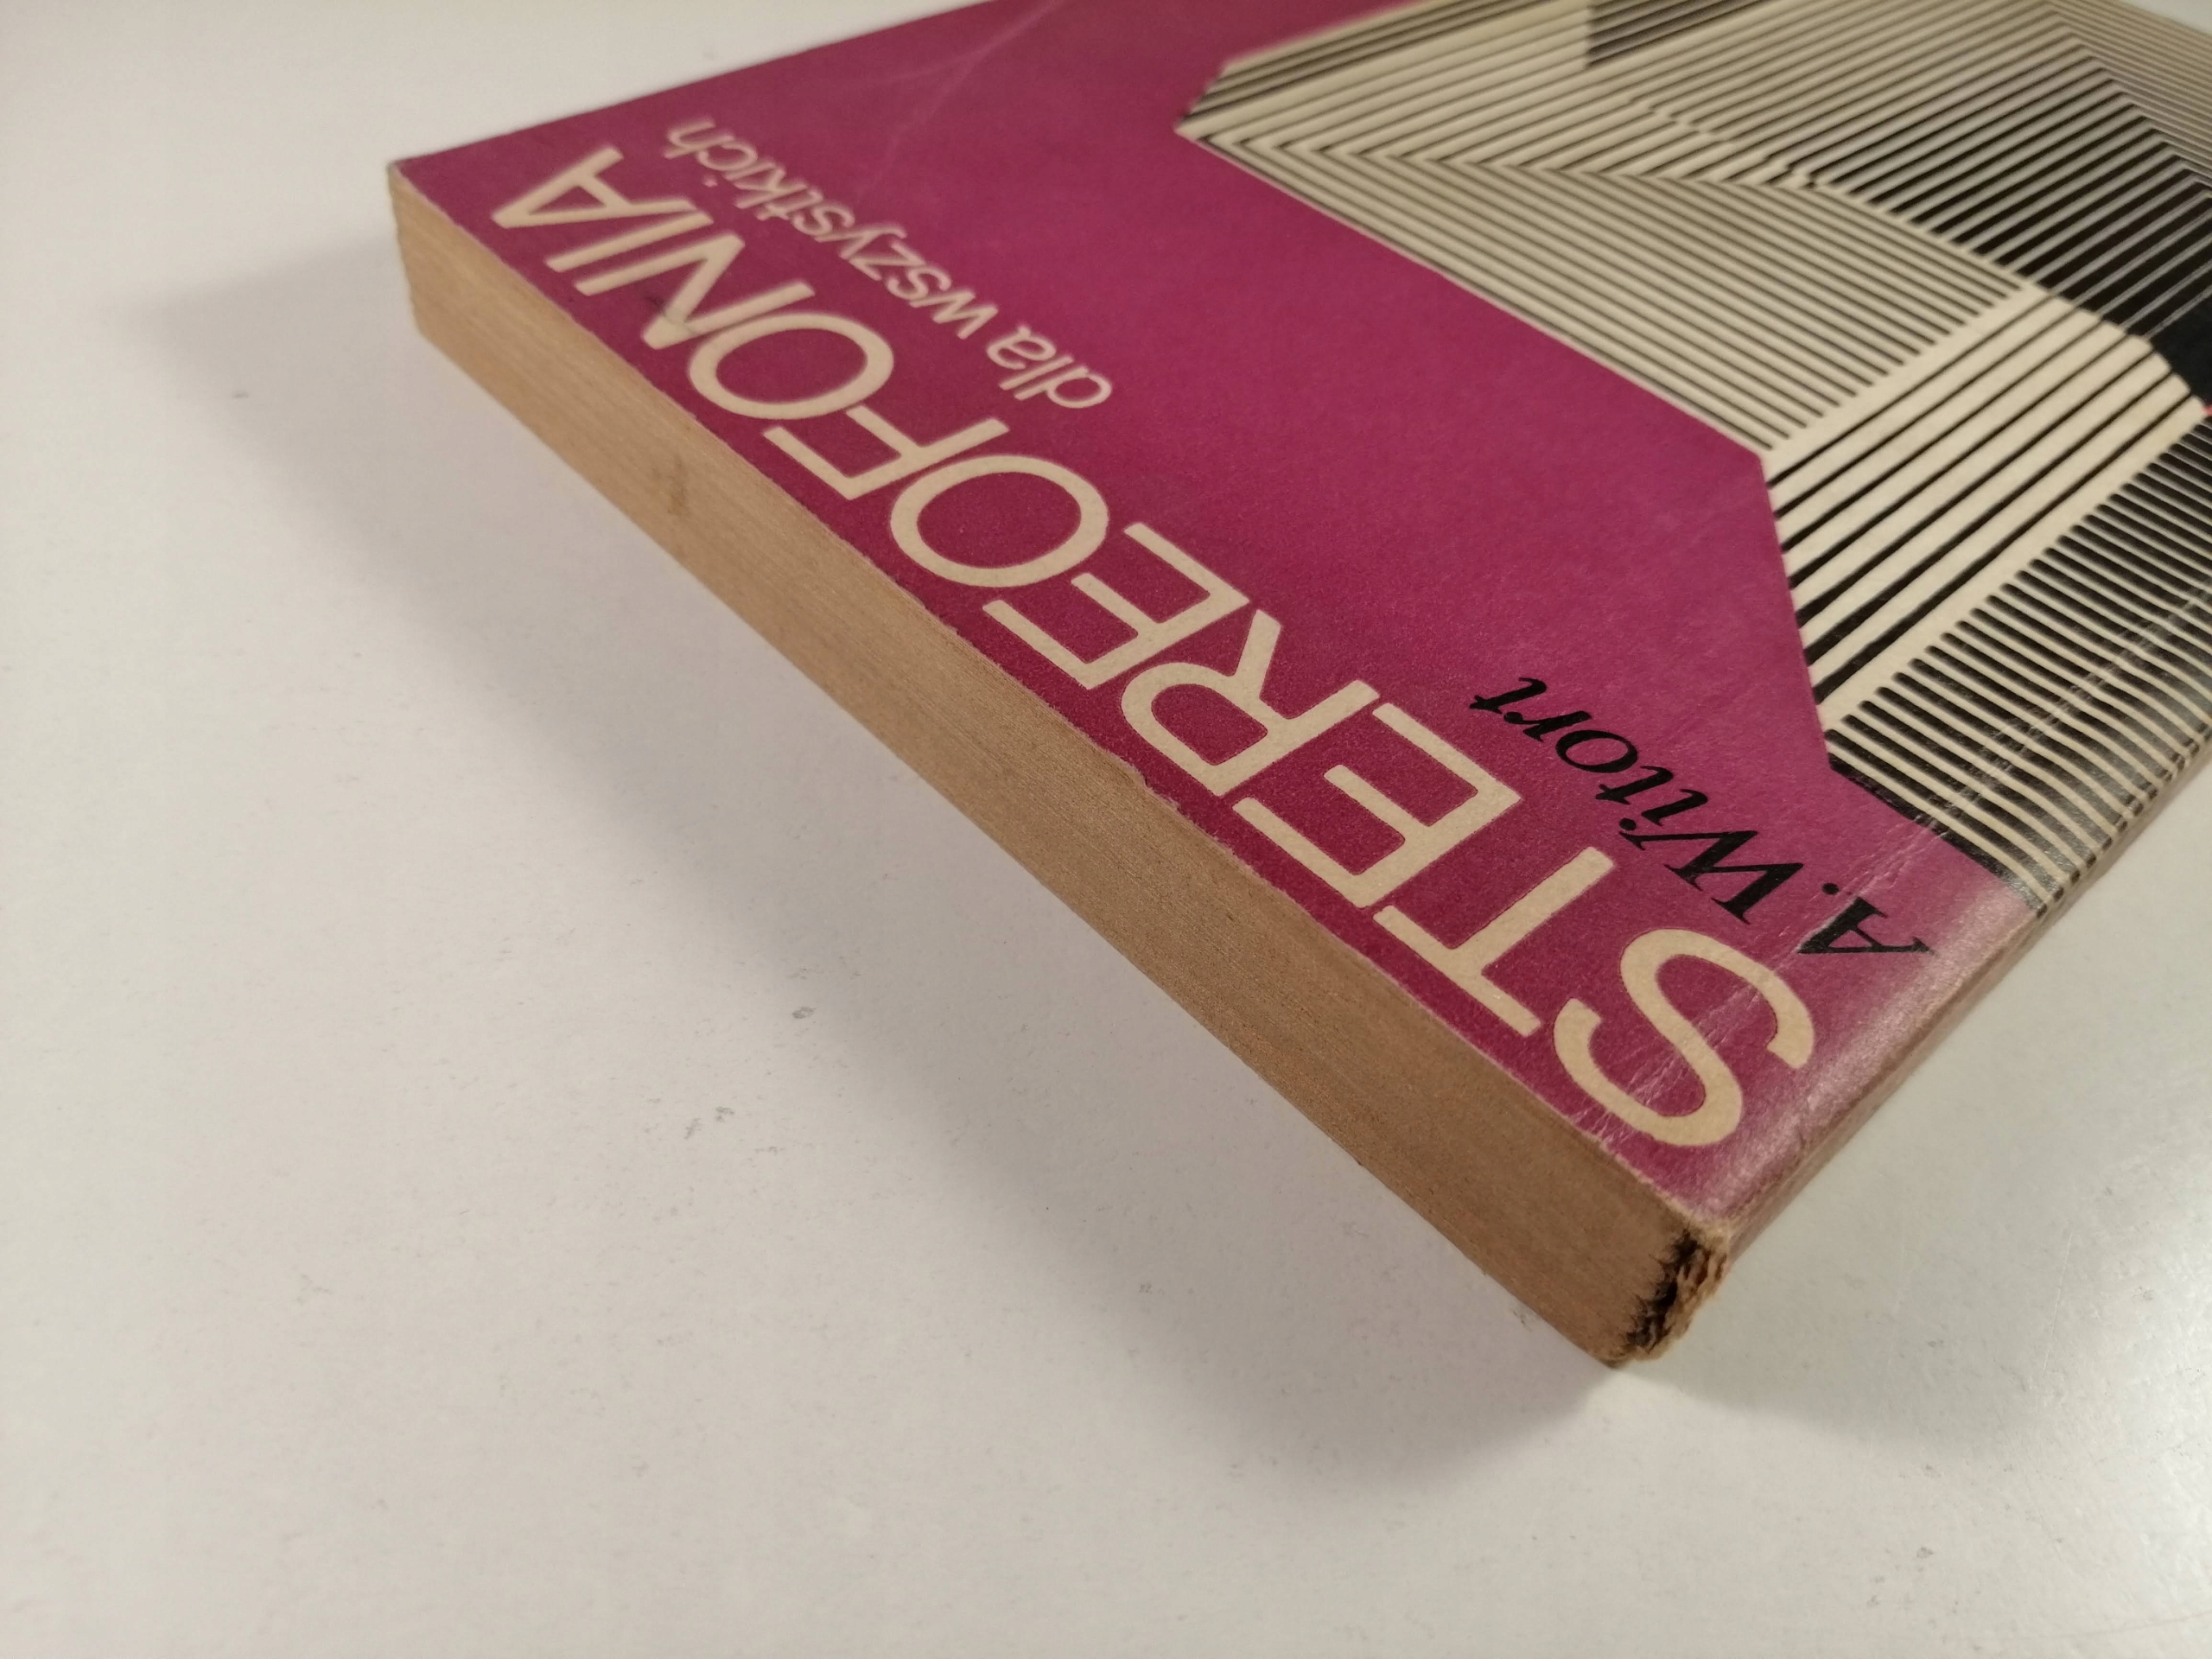 A.Witort
STEREOFONIA
dla wszystkich